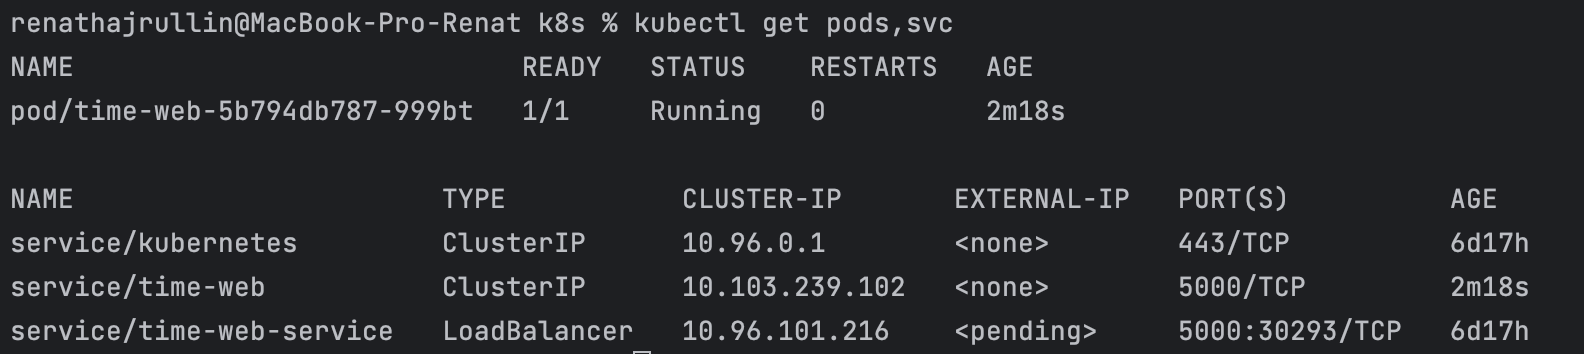 renathajrullin@MacBook-Pro-Renat k8s % kubectl get pods,svc
NAME                            READY   STATUS    RESTARTS   AGE
pod/time-web-5b794db787-999bt   1/1     Running   0          2m18s

NAME                       TYPE           CLUSTER-IP       EXTERNAL-IP   PORT(S)          AGE
service/kubernetes         ClusterIP      10.96.0.1        <none>        443/TCP          6d17h
service/time-web           ClusterIP      10.103.239.102   <none>        5000/TCP         2m18s
service/time-web-service   LoadBalancer   10.96.101.216    <pending>     5000:30293/TCP   6d17h